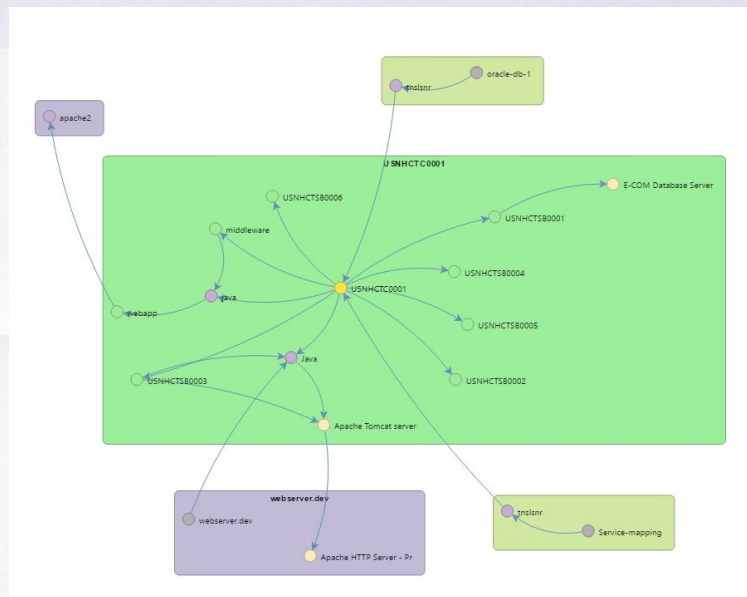 oracle-db-1
tnslsnr
apache2
USNHCTC0001
E-COM Database Server
USNHCTSB0006
USNHCTSB0001
middleware
USNHCTSB0004
USNHCTC0001
java
webapp
USNHCTSB0005
Java
USNHCTSB0003
USNHCTSB0002
Apache Tomcat server
webserver.dev
tnslsnr
webserver.dev
Service-mapping
Apache HTTP Server - Pr